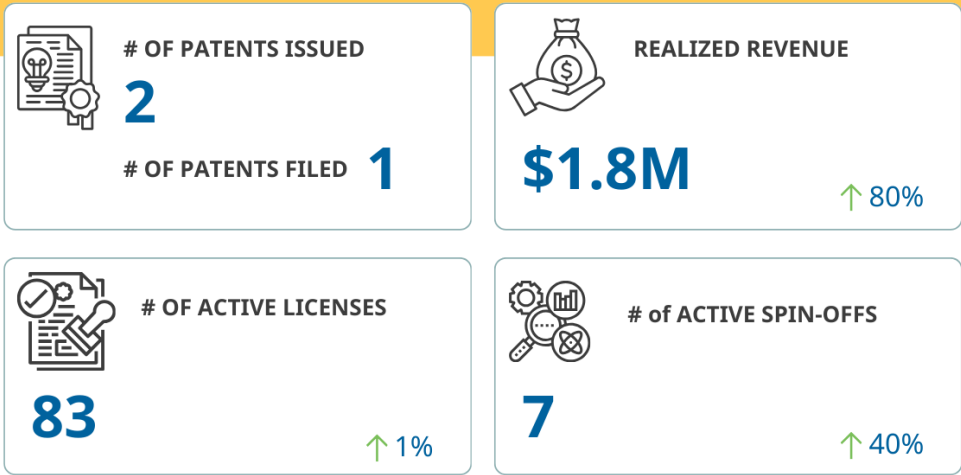 # OF PATENTS ISSUED
2
# OF PATENTS FILED 1
REALIZED REVENUE
$
$1.8M
↑ 80%
# OF ACTIVE LICENSES
83
↑ 1%
# of ACTIVE SPIN-OFFS
7
↑ 40%